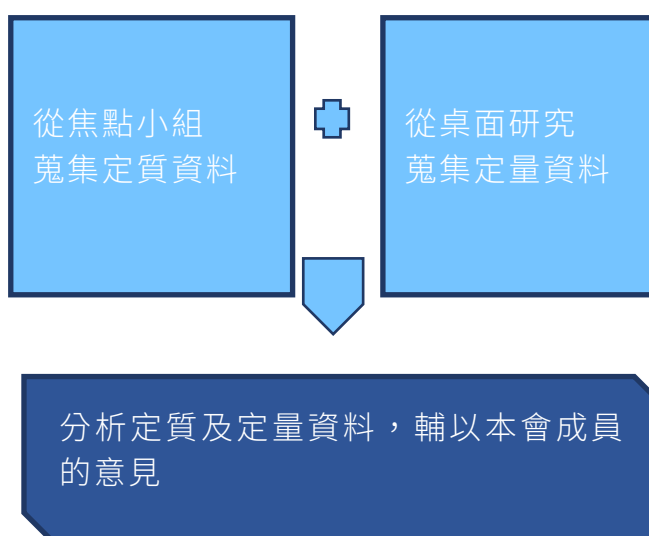 從焦點小組
蒐集定質資料
從桌面研究
蒐集定量資料
分析定質及定量資料，輔以本會成員
的意見